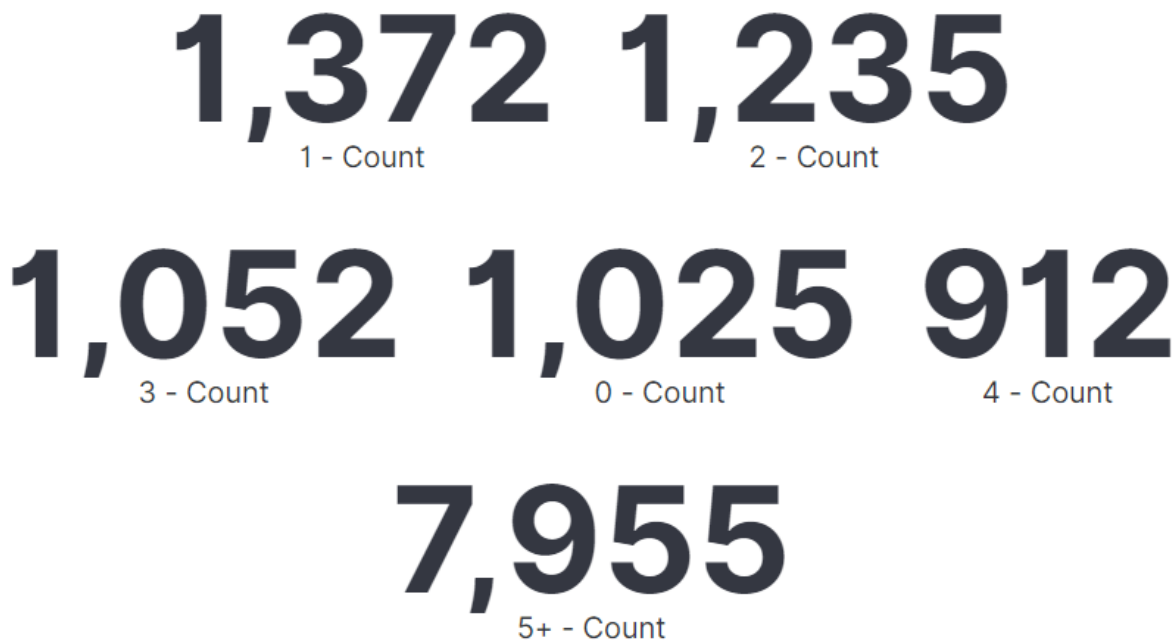 1,372 1,235
1 - Count 2 - Count
1,052 1,025 912
3 - Count 0 - Count 4 - Count
7,955
5+ - Count